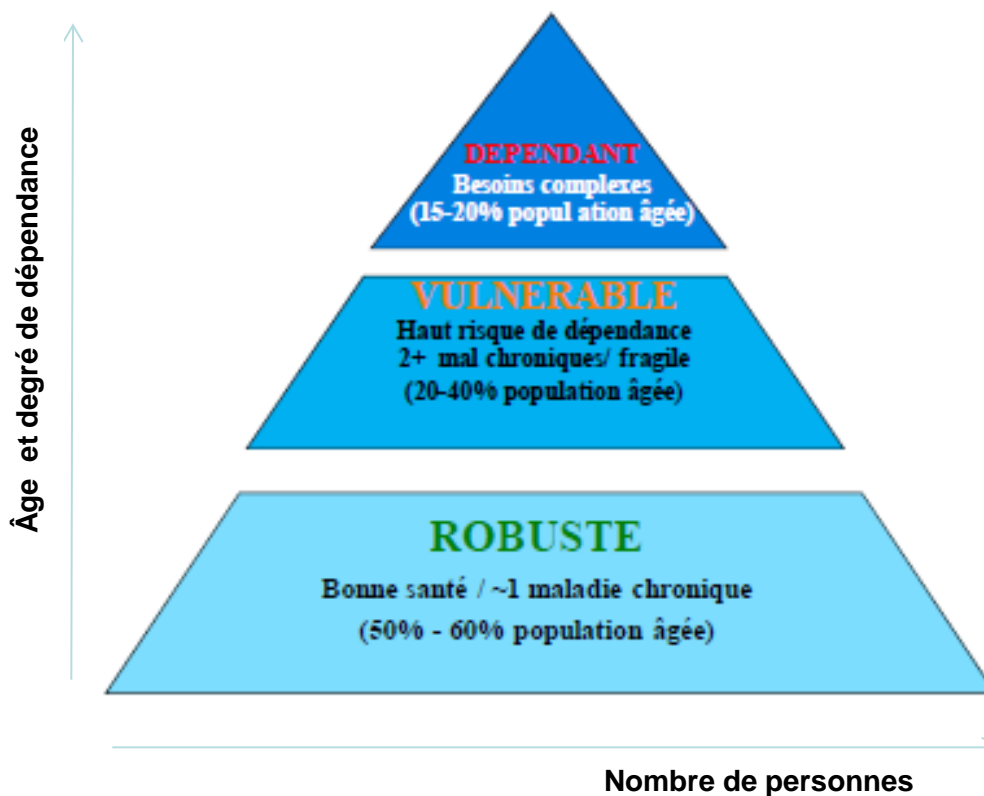 Âge et degré de dépendance
DEPENDANT
Besoins complexes
(15-20% popul ation âgée)
VULNERABLE
Haut risque de dépendance
2+ mal chroniques/ fragile
(20-40% population âgée)
ROBUSTE
Bonne santé / ~1 maladie chronique
(50% - 60% population âgée)
Nombre de personnes